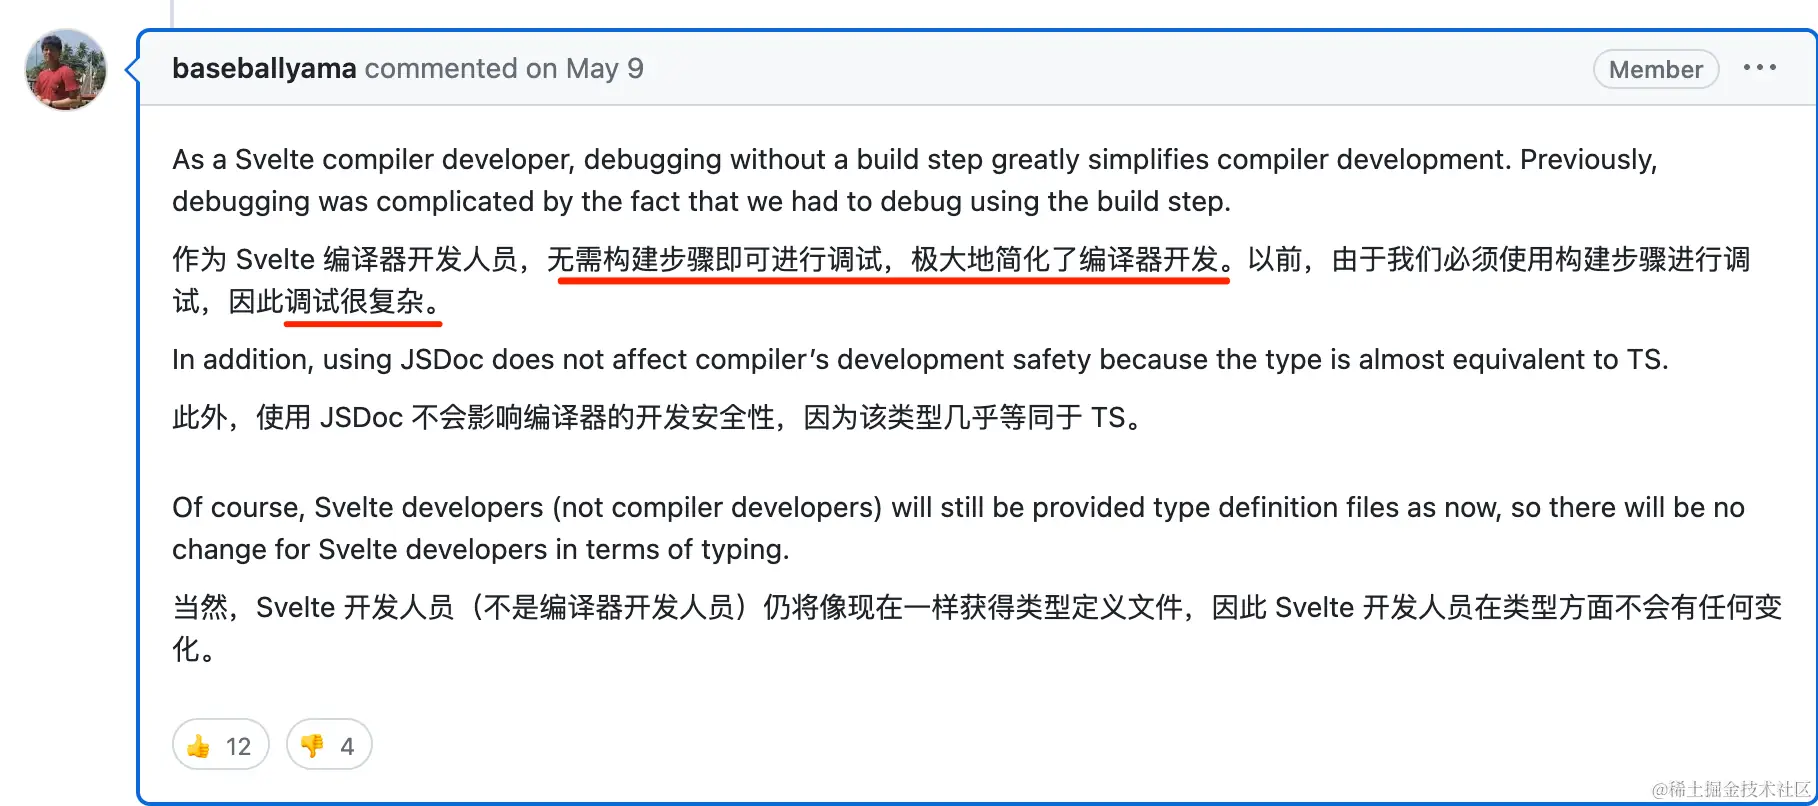 baseballyama commented on May 9
Member
As a Svelte compiler developer, debugging without a build step greatly simplifies compiler development. Previously,
debugging was complicated by the fact that we had to debug using the build step.
作为 Svelte 编译器开发人员，无需构建步骤即可进行调试，极大地简化了编译器开发。以前，由于我们必须使用构建步骤进行调
试，因此调试很复杂。
In addition, using JSDoc does not affect compiler’s development safety because the type is almost equivalent to TS.
此外，使用 JSDoc 不会影响编译器的开发安全性，因为该类型几乎等同于 TS。
Of course, Svelte developers (not compiler developers) will still be provided type definition files as now, so there will be no
change for Svelte developers in terms of typing.
当然，Svelte 开发人员（不是编译器开发人员）仍将像现在一样获得类型定义文件，因此 Svelte 开发人员在类型方面不会有任何变
化。
👍 12 👎 4
@稀土掘金技术社区